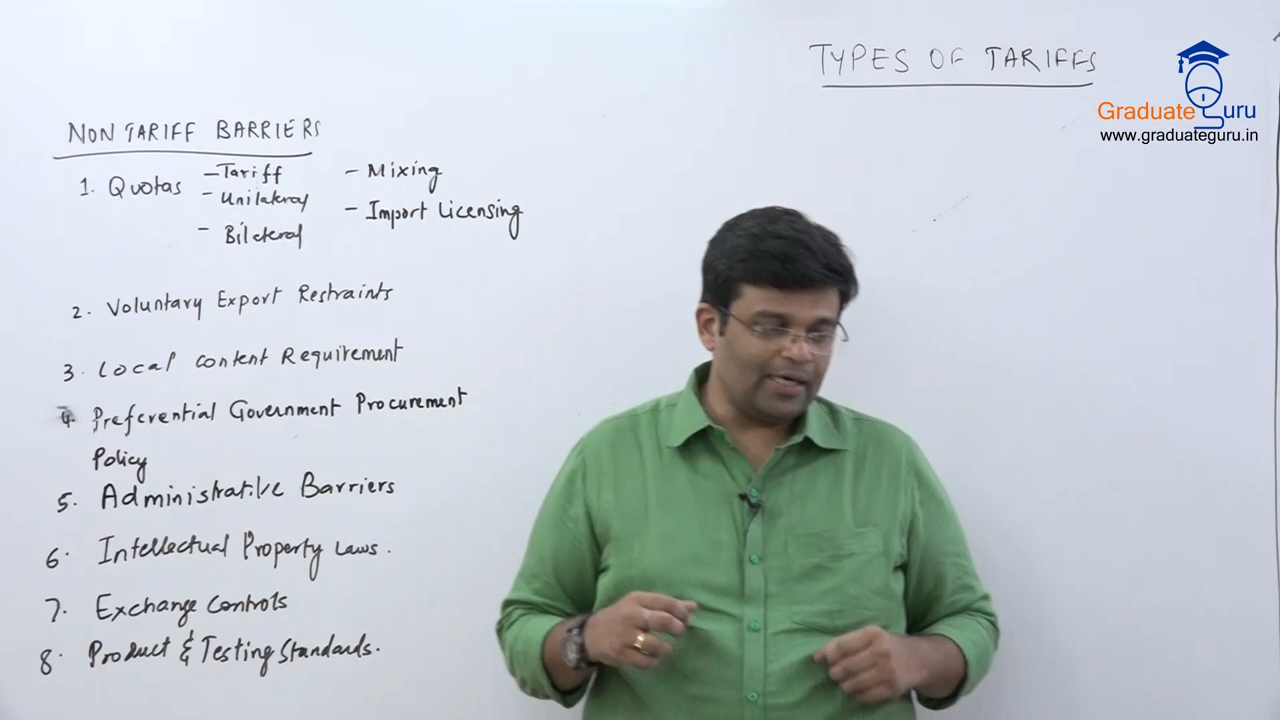 TYPES OF TARIFFS
Graduate Guru
www.graduateguru.in
NON TARIFF BARRIERS
1. Quotas - Tariff - Mixing
- Unilateral - Import Licensing
- Bilateral
2. Voluntary Export Restraints
3. Local Content Requirement
4. Preferential Government Procurement
Policy
5. Administrative Barriers
6. Intellectual Property Laws.
7. Exchange Controls
8. Product & Testing Standards.